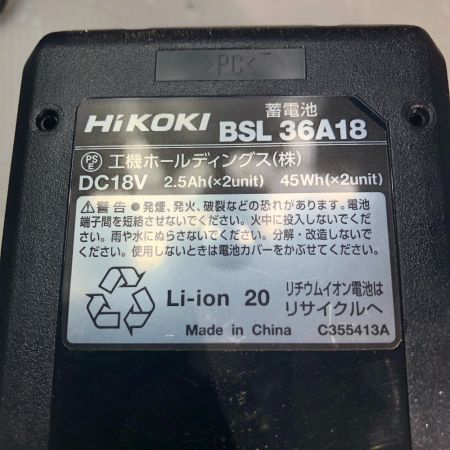 >PC<
HiKOKI 蓄電池 BSL 36A18
PSE 工機ホールディングス(株)
DC18V 2.5Ah(×2unit) 45Wh(×2unit)
⚠警告 ●発煙、発火、破裂などの恐れがあります。電池
端子間を短絡させないでください。火中に投入しないでくだ
さい。雨や水にぬらさないでください。分解・改造しないで
ください。使用しないときは電池カバーをかぶせてください。
Li-ion 20 リチウムイオン電池は
リサイクルへ
Made in China C355413A